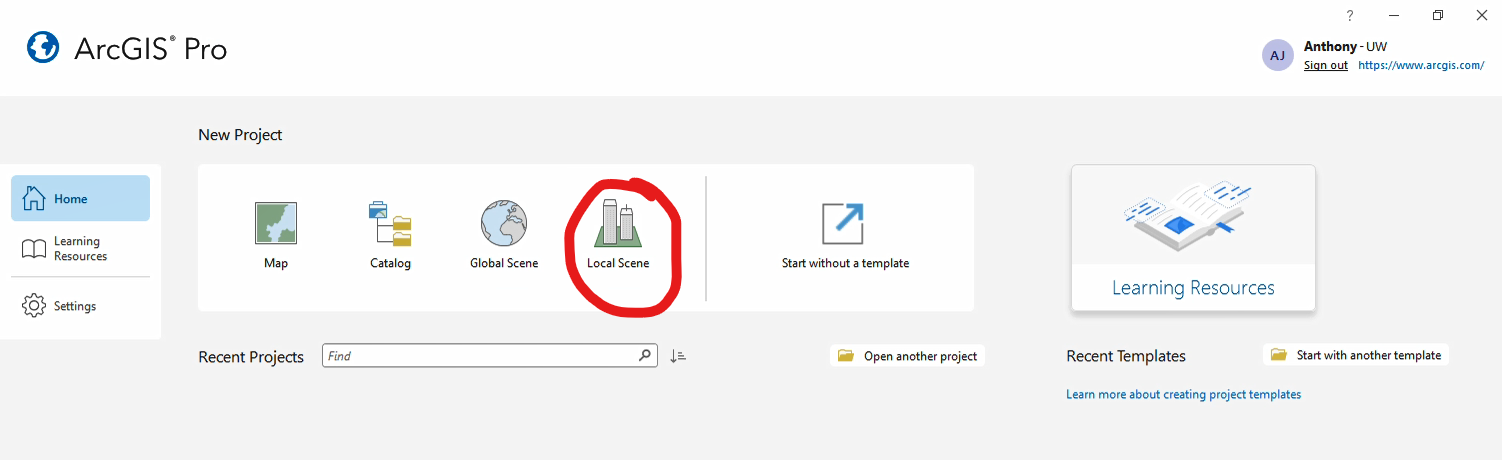 ?
ArcGIS® Pro
AJ
Anthony - UW
Sign out https://www.arcgis.com/
New Project
Home
Learning
Resources
Settings
Map
Catalog
Global Scene
Local Scene
Start without a template
Learning Resources
Recent Projects
Find
Open another project
Recent Templates
Start with another template
Learn more about creating project templates